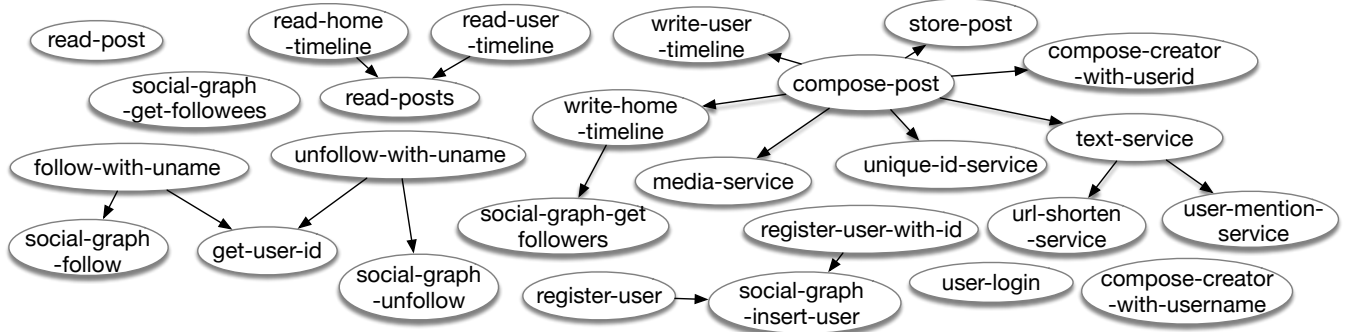 read-post
read-home
-timeline
read-user
-timeline
write-user
-timeline
store-post
compose-creator
-with-userid
social-graph
-get-followees
read-posts
compose-post
write-home
-timeline
text-service
follow-with-uname
unfollow-with-uname
media-service
unique-id-service
social-graph
-follow
get-user-id
social-graph
-unfollow
social-graph-get
followers
register-user-with-id
url-shorten
-service
user-mention-
service
register-user
social-graph
-insert-user
user-login
compose-creator
-with-username